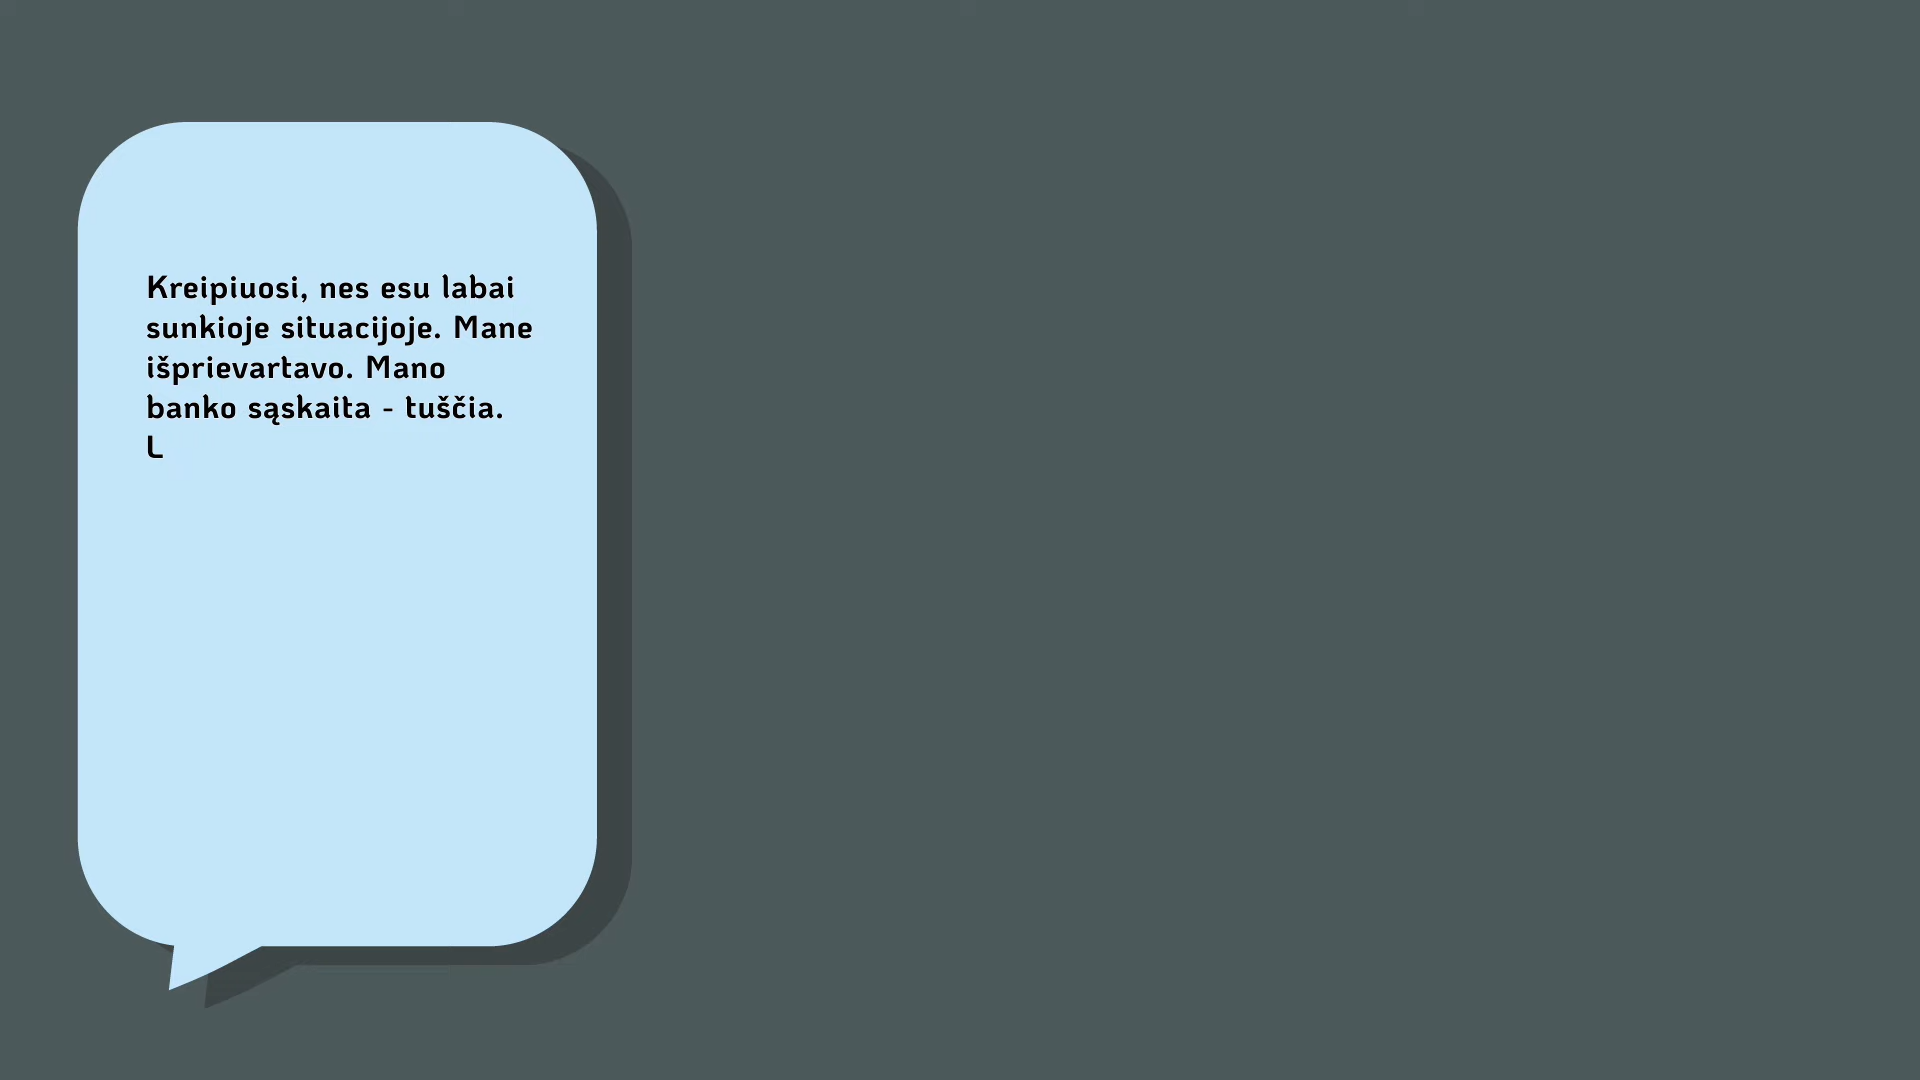 Kreipiuosi, nes esu labai
sunkioje situacijoje. Mane
išprievartavo. Mano
banko sąskaita - tuščia.
L